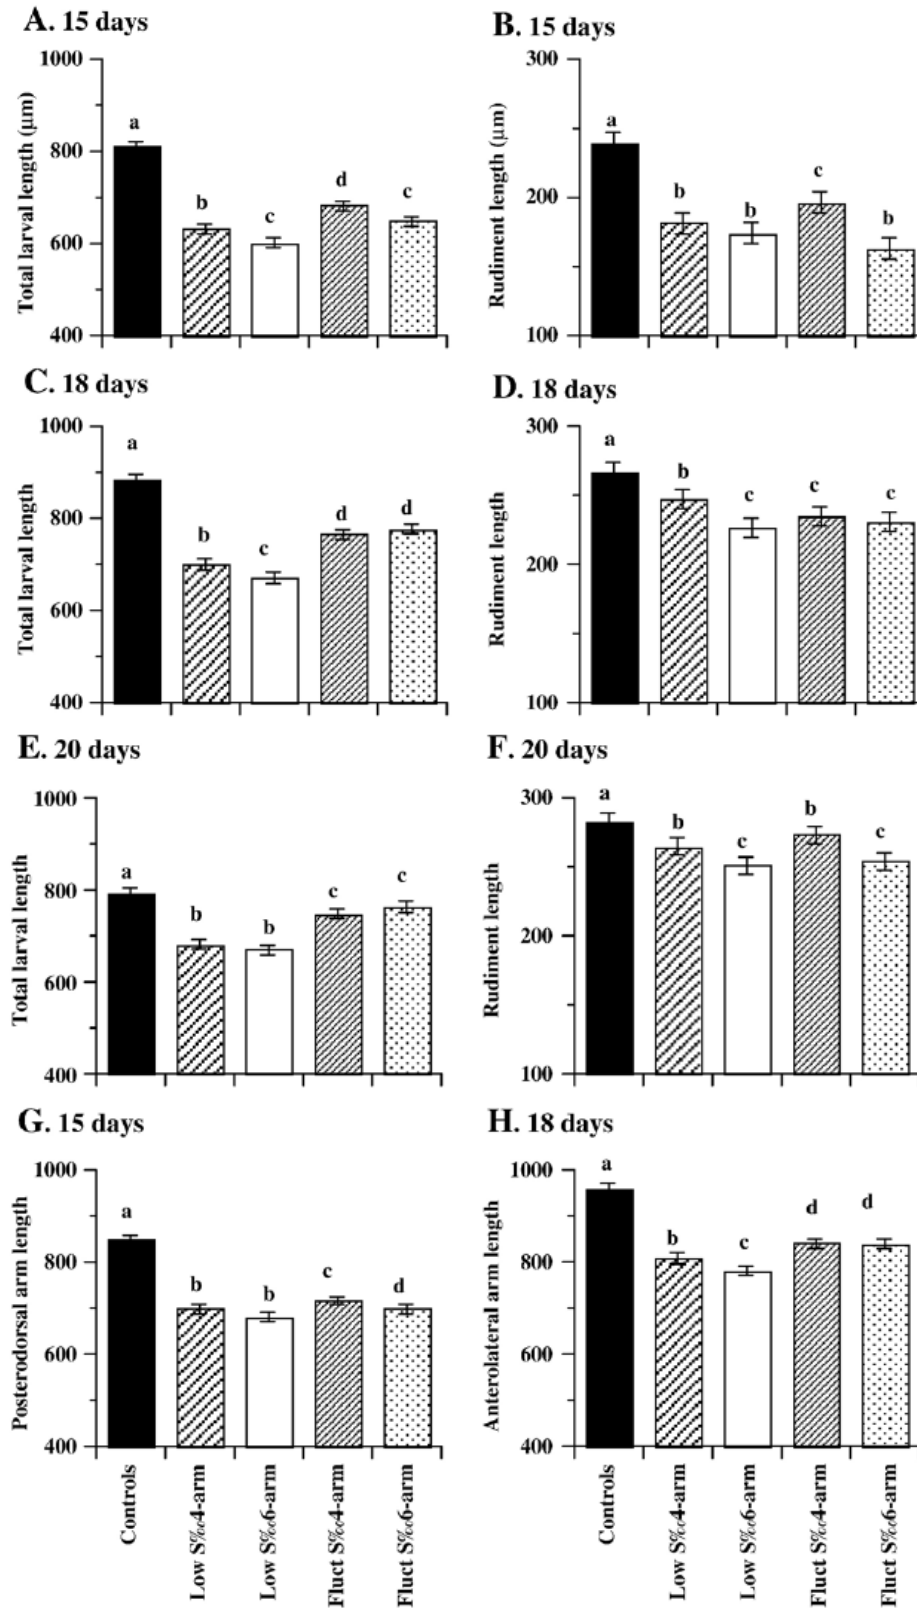 A. 15 days
1000
800
600
400
Total larval length (μm)
a
b
c
d
c
B. 15 days
300
200
100
Rudiment length (μm)
a
b
b
c
b
C. 18 days
1000
800
600
400
Total larval length
a
b
c
d
d
D. 18 days
300
200
100
Rudiment length
a
b
c
c
c
E. 20 days
1000
800
600
400
Total larval length
a
b
b
c
c
F. 20 days
300
200
100
Rudiment length
a
b
c
b
c
G. 15 days
1000
800
600
400
Posterodorsal arm length
a
b
b
c
d
Controls
Low S‰4-arm
Low S‰6-arm
Fluct S‰4-arm
Fluct S‰6-arm
H. 18 days
1000
800
600
400
Anterolateral arm length
a
b
c
d
d
Controls
Low S‰4-arm
Low S‰6-arm
Fluct S‰4-arm
Fluct S‰6-arm